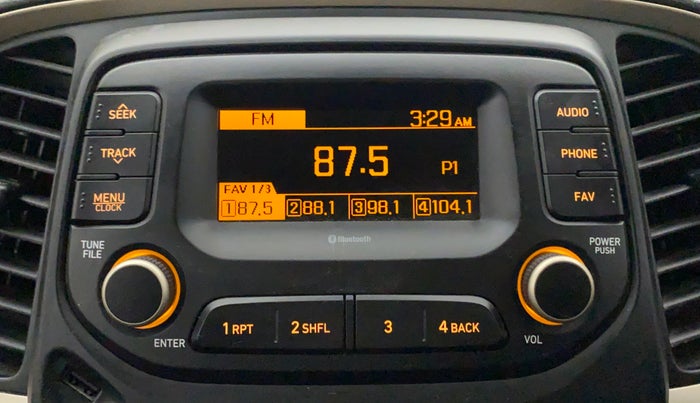 SEEK
TRACK
MENU
CLOCK
TUNE
FILE
ENTER
FM 3:29 AM
87.5 P1
FAV 1/3
1 87.5 2 88.1 3 98.1 4 104.1
Bluetooth
1 RPT 2 SHFL 3 4 BACK
AUDIO
PHONE
FAV
POWER
PUSH
VOL